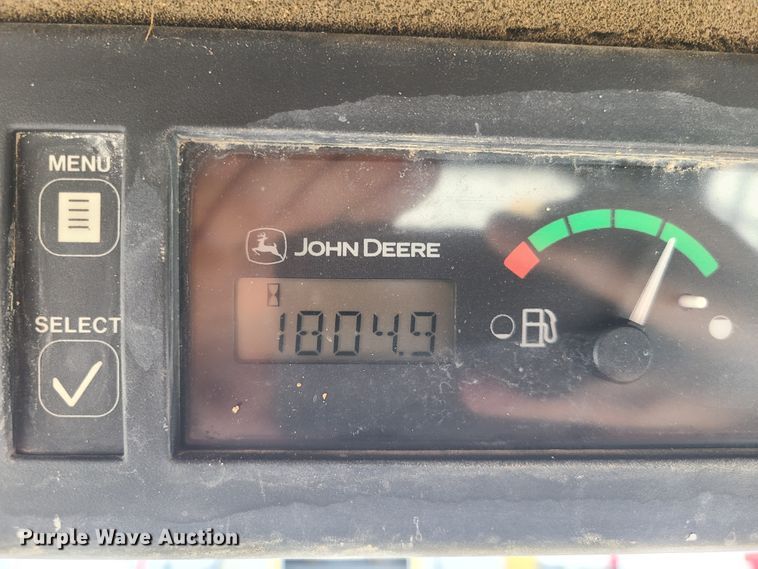 MENU
JOHN DEERE
1804.9
SELECT
Purple Wave Auction